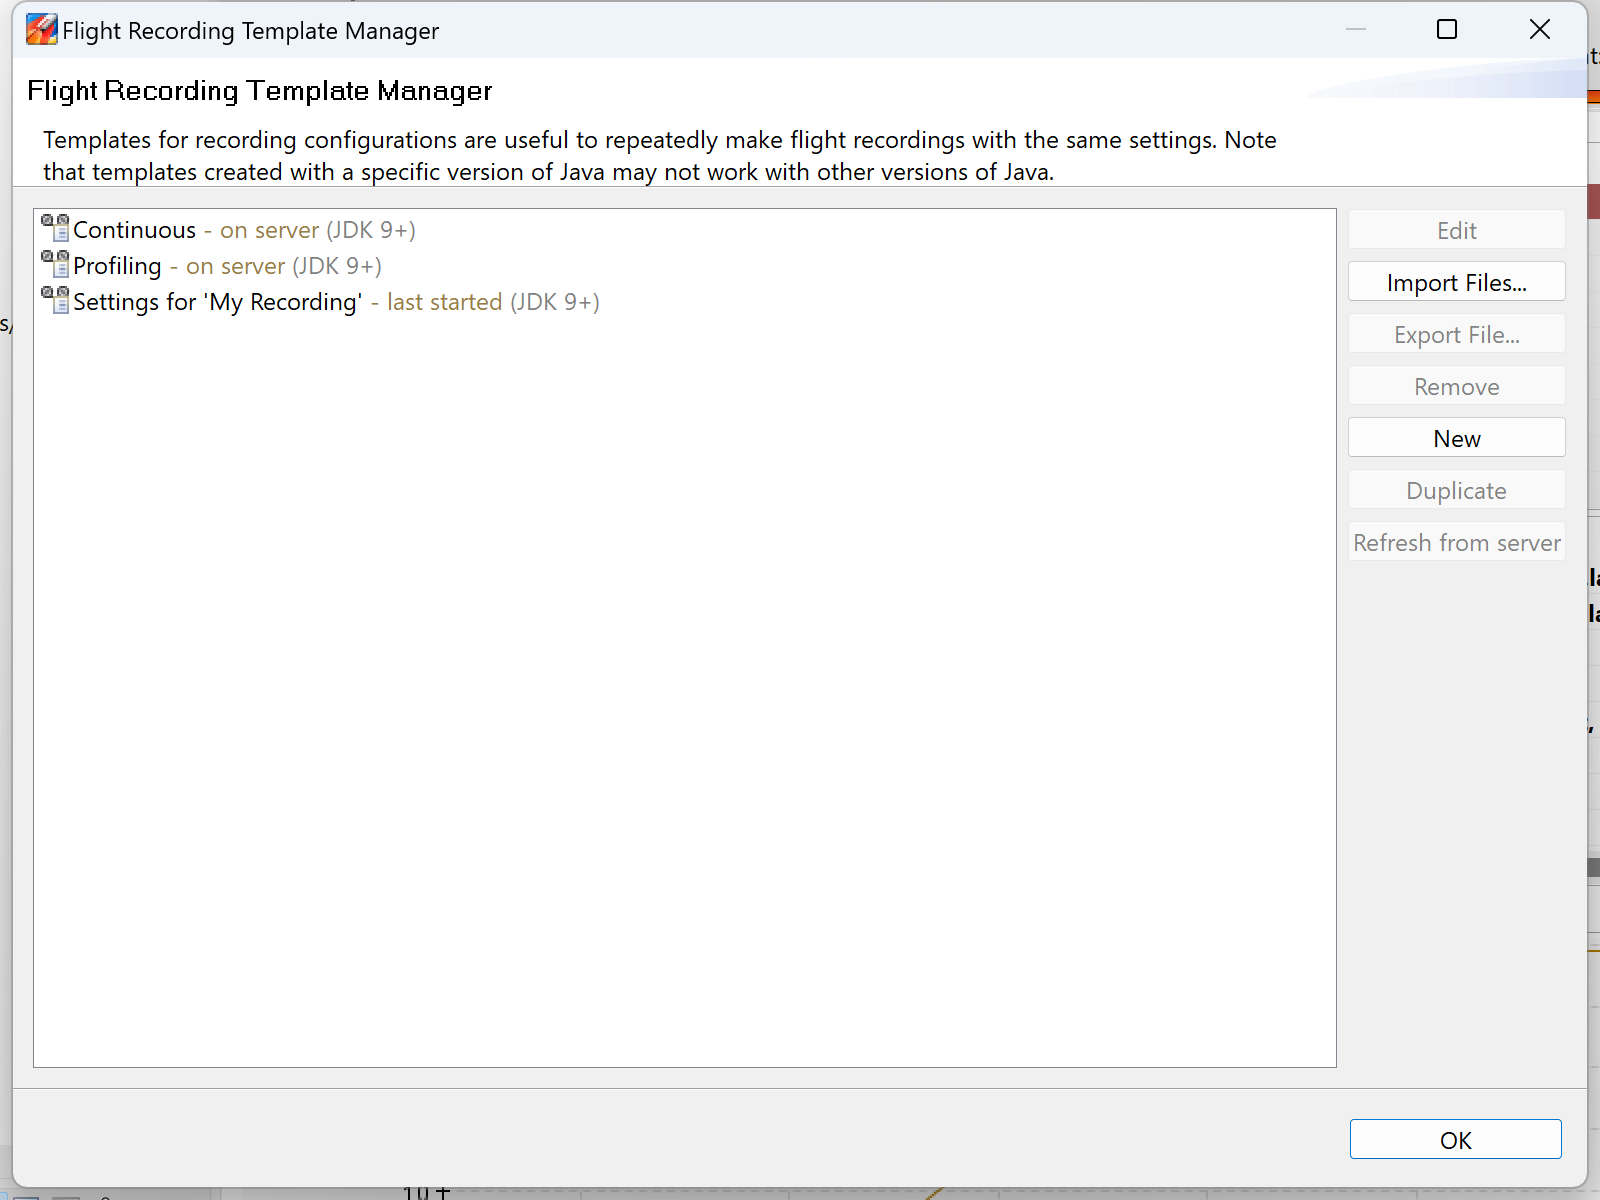 Flight Recording Template Manager
Flight Recording Template Manager
Templates for recording configurations are useful to repeatedly make flight recordings with the same settings. Note
that templates created with a specific version of Java may not work with other versions of Java.
Continuous - on server (JDK 9+)
Profiling - on server (JDK 9+)
Settings for 'My Recording' - last started (JDK 9+)
Edit
Import Files...
Export File...
Remove
New
Duplicate
Refresh from server
OK